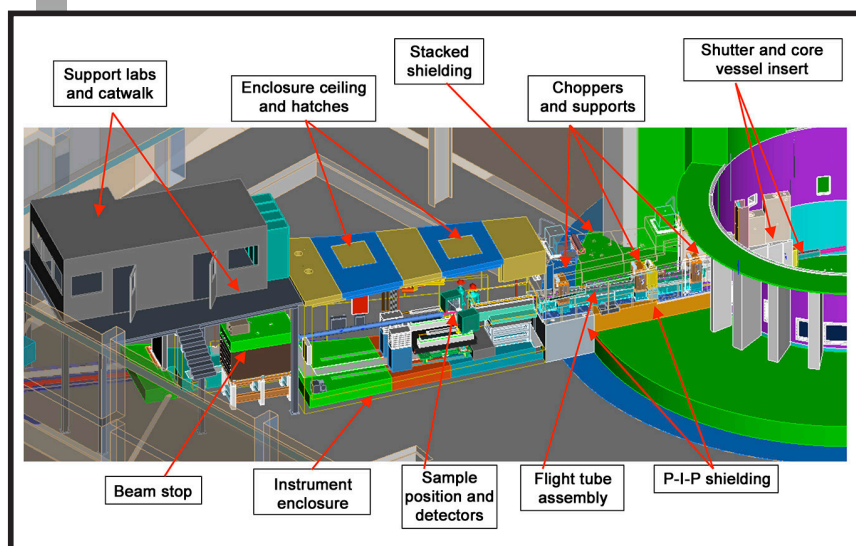 Support labs
and catwalk
Enclosure ceiling
and hatches
Stacked
shielding
Choppers
and supports
Shutter and core
vessel insert
Beam stop
Instrument
enclosure
Sample
position and
detectors
Flight tube
assembly
P-I-P shielding